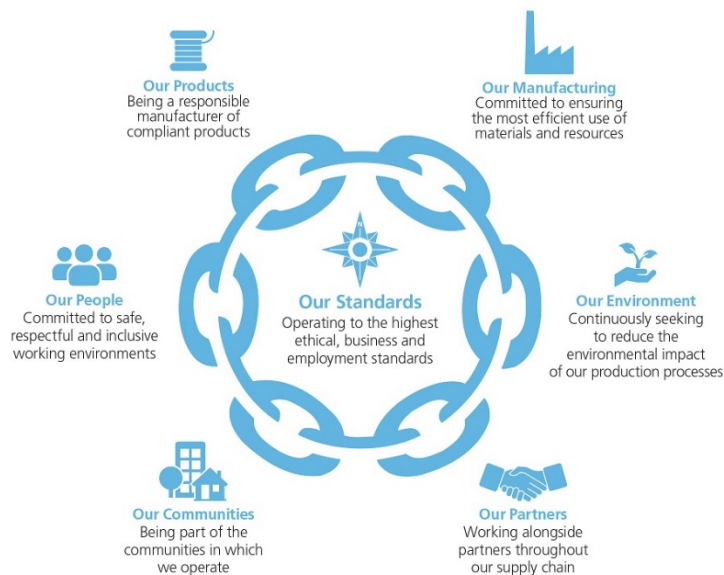 Our Products
Being a responsible
manufacturer of
compliant products
Our Manufacturing
Committed to ensuring
the most efficient use of
materials and resources
N
Our Standards
Operating to the highest
ethical, business and
employment standards
Our People
Committed to safe,
respectful and inclusive
working environments
Our Environment
Continuously seeking
to reduce the
environmental impact
of our production processes
Our Communities
Being part of the
communities in which
we operate
Our Partners
Working alongside
partners throughout
our supply chain